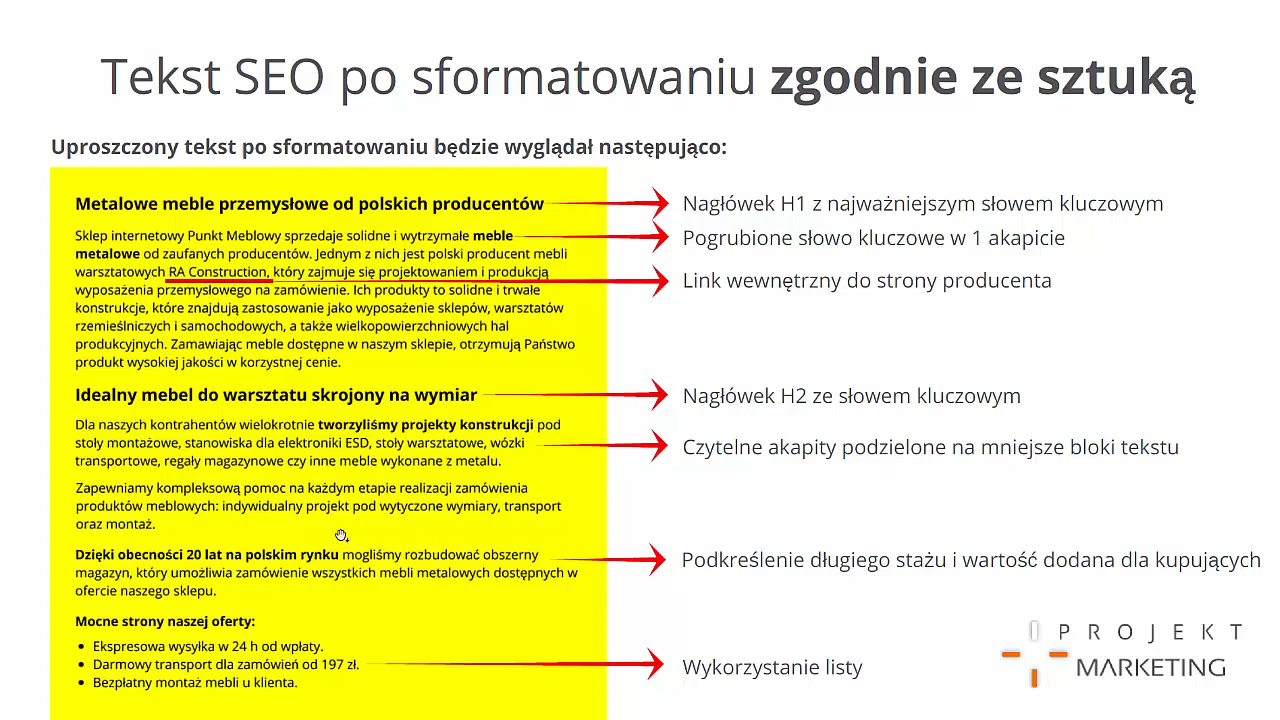 Tekst SEO po sformatowaniu zgodnie ze sztuką
Uproszczony tekst po sformatowaniu będzie wyglądał następująco:
Metalowe meble przemysłowe od polskich producentów
Sklep internetowy Punkt Meblowy sprzedaje solidne i wytrzymałe meble
metalowe od zaufanych producentów. Jednym z nich jest polski producent mebli
warsztatowych RA Construction, który zajmuje się projektowaniem i produkcją
wyposażenia przemysłowego na zamówienie. Ich produkty to solidne i trwałe
konstrukcje, które znajdują zastosowanie jako wyposażenie sklepów, warsztatów
rzemieślniczych i samochodowych, a także wielkopowierzchniowych hal
produkcyjnych. Zamawiając meble dostępne w naszym sklepie, otrzymują Państwo
produkt wysokiej jakości w korzystnej cenie.
Idealny mebel do warsztatu skrojony na wymiar
Dla naszych kontrahentów wielokrotnie tworzyliśmy projekty konstrukcji pod
stoły montażowe, stanowiska dla elektroniki ESD, stoły warsztatowe, wózki
transportowe, regały magazynowe czy inne meble wykonane z metalu.
Zapewniamy kompleksową pomoc na każdym etapie realizacji zamówienia
produktów meblowych: indywidualny projekt pod wytyczone wymiary, transport
oraz montaż.
Dzięki obecności 20 lat na polskim rynku mogliśmy rozbudować obszerny
magazyn, który umożliwia zamówienie wszystkich mebli metalowych dostępnych w
ofercie naszego sklepu.
Mocne strony naszej oferty:
• Ekspresowa wysyłka w 24 h od wpłaty.
• Darmowy transport dla zamówień od 197 zł.
• Bezpłatny montaż mebli u klienta.
Nagłówek H1 z najważniejszym słowem kluczowym
Pogrubione słowo kluczowe w 1 akapicie
Link wewnętrzny do strony producenta
Nagłówek H2 ze słowem kluczowym
Czytelne akapity podzielone na mniejsze bloki tekstu
Podkreślenie długiego stażu i wartość dodana dla kupujących
Wykorzystanie listy
PROJEKT
MARKETING